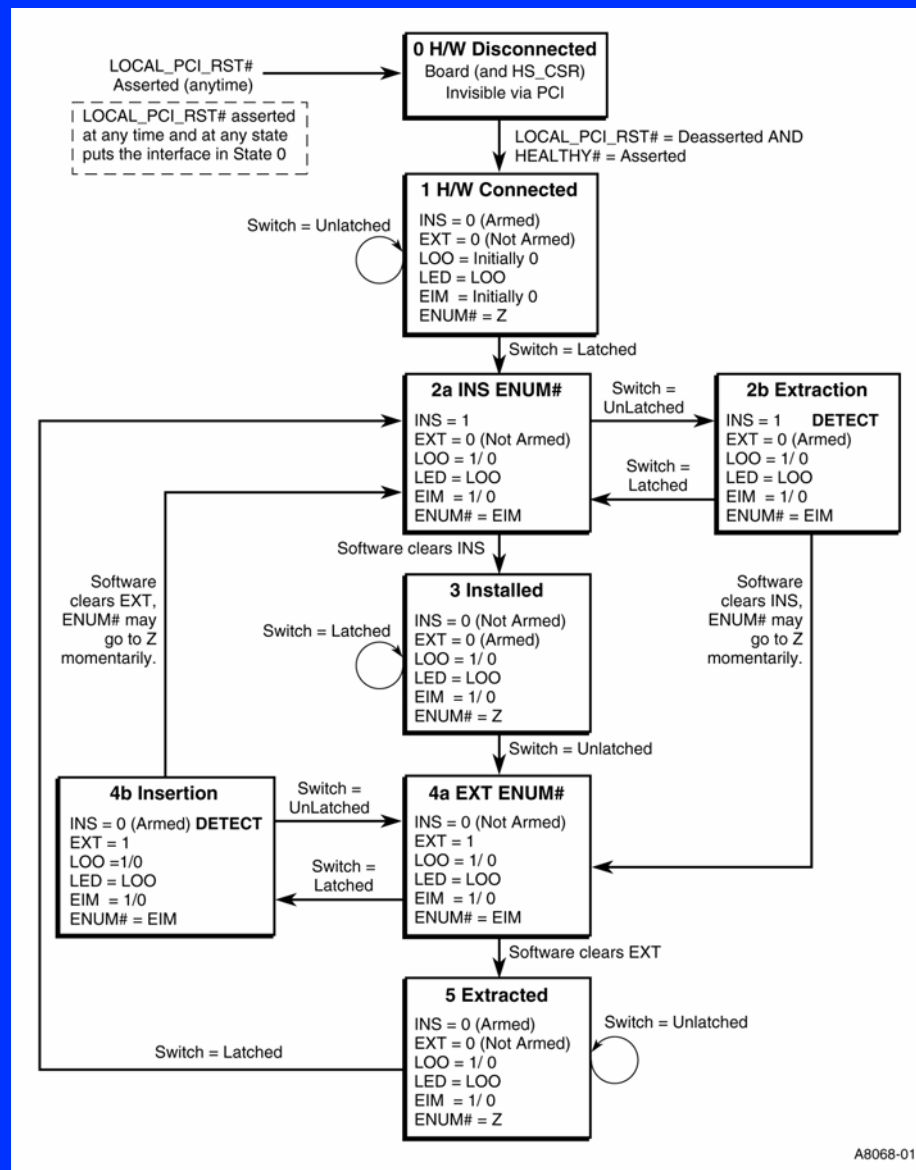 0 H/W Disconnected
Board (and HS_CSR)
Invisible via PCI
LOCAL_PCI_RST#
Asserted (anytime)
LOCAL_PCI_RST# asserted
at any time and at any state
puts the interface in State 0
LOCAL_PCI_RST# = Deasserted AND
HEALTHY# = Asserted
1 H/W Connected
INS = 0 (Armed)
EXT = 0 (Not Armed)
LOO = Initially 0
LED = LOO
EIM = Initially 0
ENUM# = Z
Switch = Unlatched
Switch = Latched
2a INS ENUM#
INS = 1
EXT = 0 (Not Armed)
LOO = 1/ 0
LED = LOO
EIM = 1/ 0
ENUM# = EIM
Switch =
UnLatched
Switch =
Latched
2b Extraction
INS = 1 DETECT
EXT = 0 (Armed)
LOO = 1/ 0
LED = LOO
EIM = 1/ 0
ENUM# = EIM
Software clears INS
Software
clears EXT,
ENUM# may
go to Z
momentarily.
3 Installed
INS = 0 (Not Armed)
EXT = 0 (Armed)
LOO = 1/ 0
LED = LOO
EIM = 1/ 0
ENUM# = Z
Switch = Latched
Software
clears INS,
ENUM# may
go to Z
momentarily.
Switch = Unlatched
4b Insertion
INS = 0 (Armed) DETECT
EXT = 1
LOO =1/0
LED = LOO
EIM = 1/0
ENUM# = EIM
Switch =
UnLatched
Switch =
Latched
4a EXT ENUM#
INS = 0 (Not Armed)
EXT = 1
LOO = 1/ 0
LED = LOO
EIM = 1/ 0
ENUM# = EIM
Software clears EXT
5 Extracted
INS = 0 (Armed)
EXT = 0 (Not Armed)
LOO = 1/ 0
LED = LOO
EIM = 1/ 0
ENUM# = Z
Switch = Latched
Switch = Unlatched
A8068-01